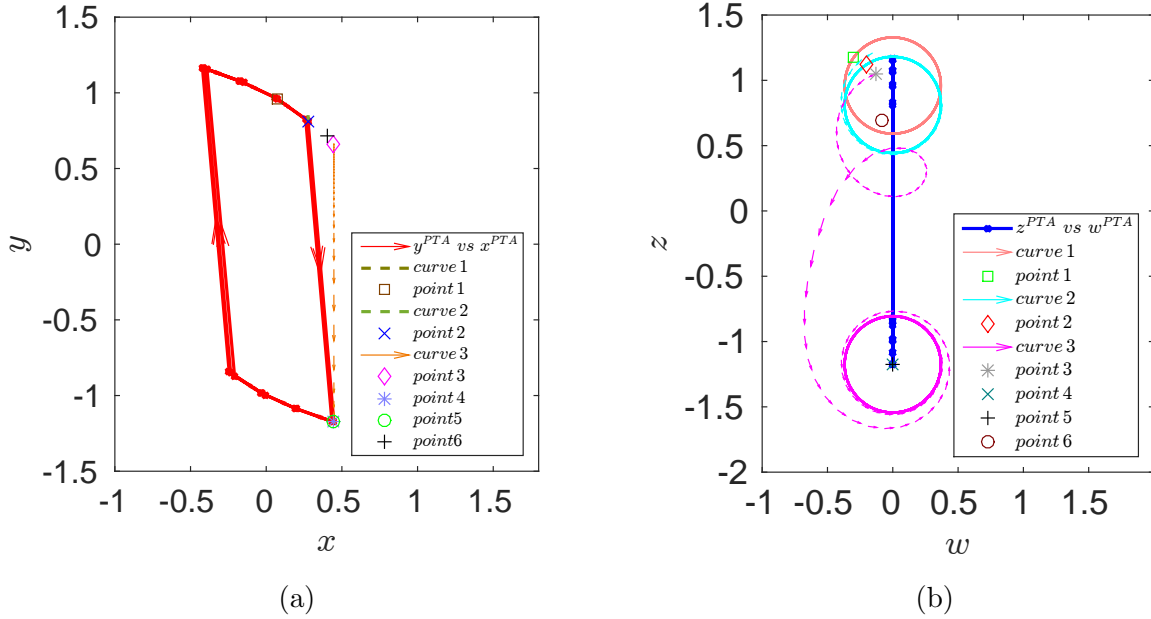 1.5
1
0.5
0
-0.5
-1
-1.5
y
-1 -0.5 0 0.5 1 1.5
x
y^PTA vs x^PTA
curve 1
point 1
curve 2
point 2
curve 3
point 3
point 4
point5
point6
(a)
1.5
1
0.5
0
-0.5
-1
-1.5
-2
z
-1 -0.5 0 0.5 1 1.5
w
z^PTA vs w^PTA
curve 1
point 1
curve 2
point 2
curve 3
point 3
point 4
point 5
point 6
(b)